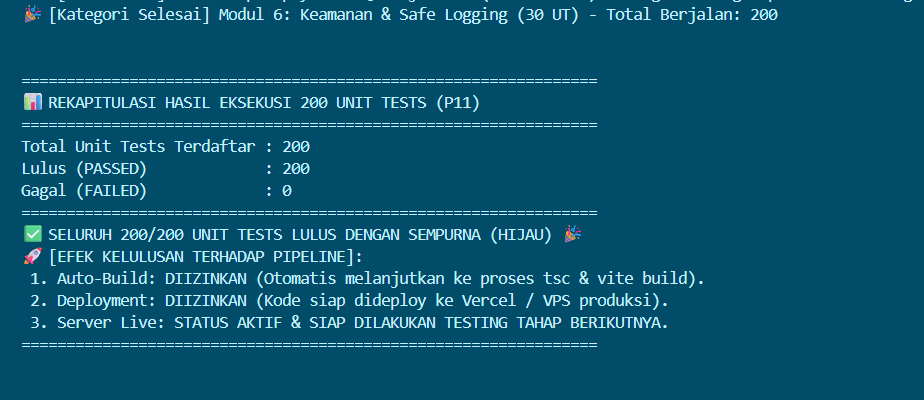 🎉 [Kategori Selesai] Modul 6: Keamanan & Safe Logging (30 UT) - Total Berjalan: 200
============================================================
📊 REKAPITULASI HASIL EKSEKUSI 200 UNIT TESTS (P11)
============================================================
Total Unit Tests Terdaftar : 200
Lulus (PASSED)             : 200
Gagal (FAILED)             : 0
============================================================
✅ SELURUH 200/200 UNIT TESTS LULUS DENGAN SEMPURNA (HIJAU) 🎉
🚀 [EFEK KELULUSAN TERHADAP PIPELINE]:
1. Auto-Build: DIIZINKAN (Otomatis melanjutkan ke proses tsc & vite build).
2. Deployment: DIIZINKAN (Kode siap dideploy ke Vercel / VPS produksi).
3. Server Live: STATUS AKTIF & SIAP DILAKUKAN TESTING TAHAP BERIKUTNYA.
============================================================